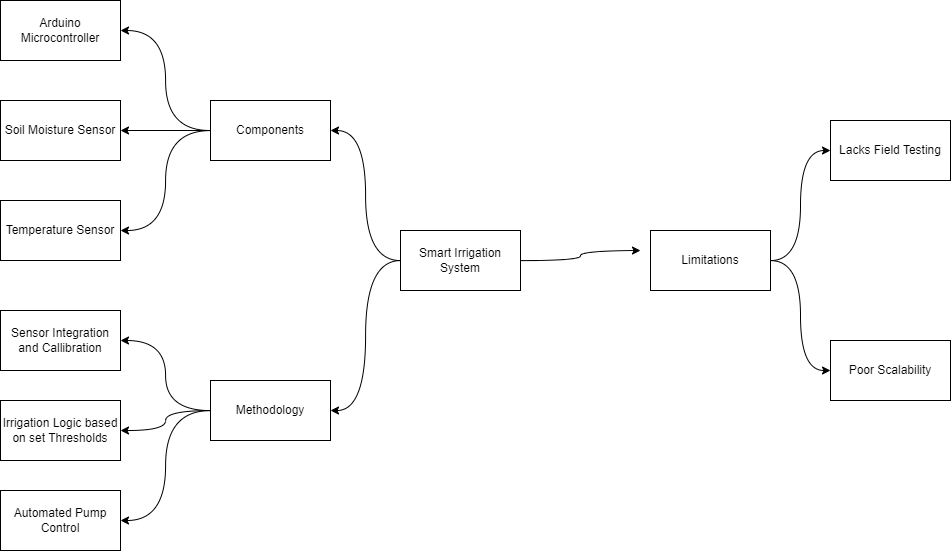 Arduino
Microcontroller
Soil Moisture Sensor
Components
Temperature Sensor
Sensor Integration
and Callibration
Methodology
Irrigation Logic based
on set Thresholds
Automated Pump
Control
Smart Irrigation
System
Limitations
Lacks Field Testing
Poor Scalability